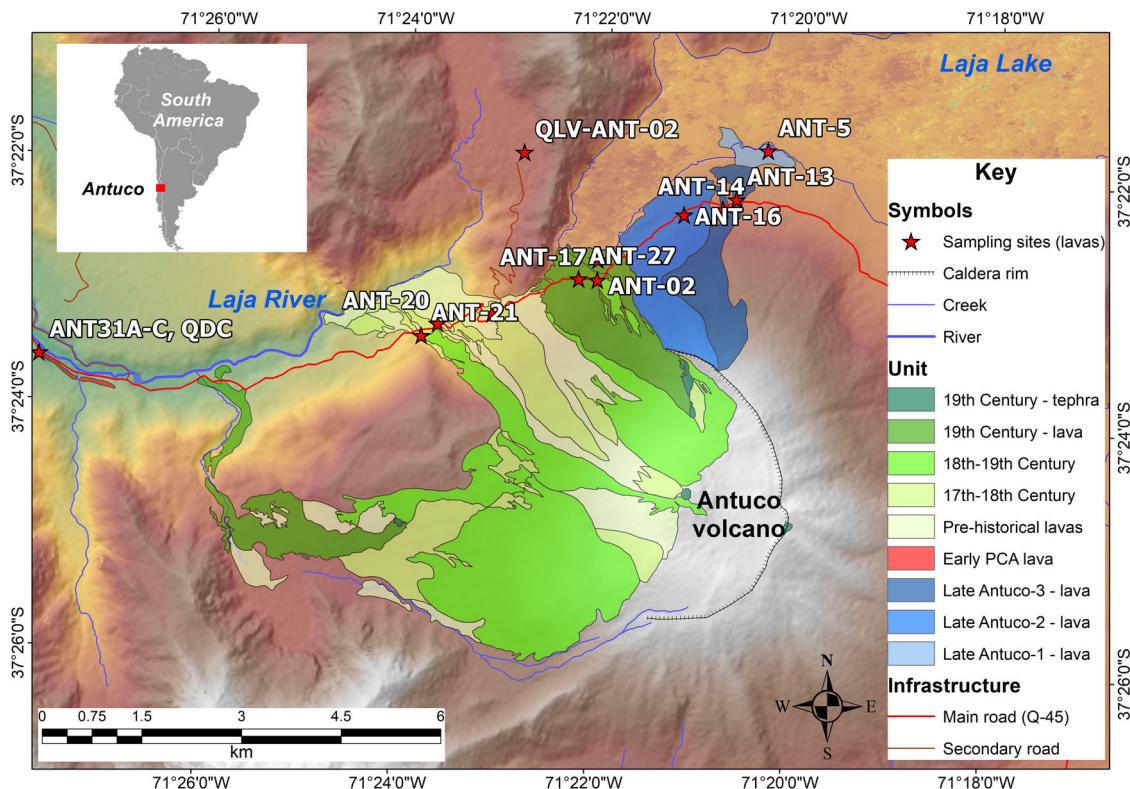 71°26'0"W
71°24'0"W
71°22'0"W
71°20'0"W
71°18'0"W
Laja Lake
South
America
Antuco
QLV-ANT-02
ANT-5
ANT-13
ANT-14
ANT-16
ANT-17
ANT-27
ANT-02
Laja River
ANT-20
ANT-21
ANT31A-C, QDC
Antuco
volcano
37°22'0"S
37°24'0"S
37°26'0"S
37°22'0"S
37°24'0"S
37°26'0"S
Key
Symbols
Sampling sites (lavas)
Caldera rim
Creek
River
Unit
19th Century - tephra
19th Century - lava
18th-19th Century
17th-18th Century
Pre-historical lavas
Early PCA lava
Late Antuco-3 - lava
Late Antuco-2 - lava
Late Antuco-1 - lava
Infrastructure
Main road (Q-45)
Secondary road
N
W E
S
0 0.75 1.5 3 4.5 6
km
71°26'0"W
71°24'0"W
71°22'0"W
71°20'0"W
71°18'0"W